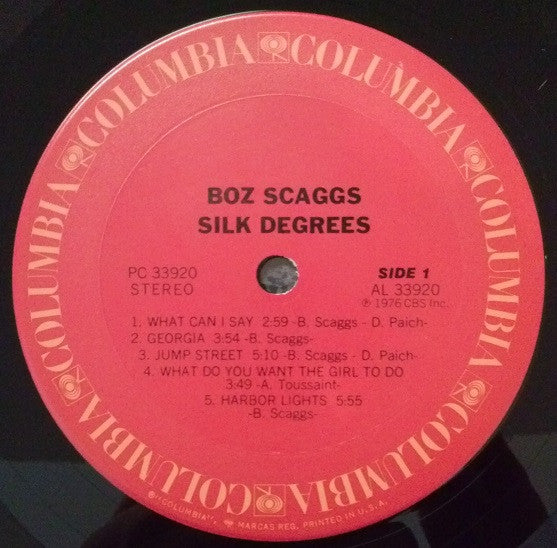 COLUMBIA COLUMBIA COLUMBIA COLUMBIA COLUMBIA COLUMBIA
BOZ SCAGGS
SILK DEGREES
PC 33920
STEREO
SIDE 1
AL 33920
℗ 1976 CBS Inc.
1. WHAT CAN I SAY 2:59 -B. Scaggs - D. Paich-
2. GEORGIA 3:54 -B. Scaggs-
3. JUMP STREET 5:10 -B. Scaggs - D. Paich-
4. WHAT DO YOU WANT THE GIRL TO DO
3:49 -A. Toussaint-
5. HARBOR LIGHTS 5:55
-B. Scaggs-
"COLUMBIA", MARCAS REG. PRINTED IN U.S.A.